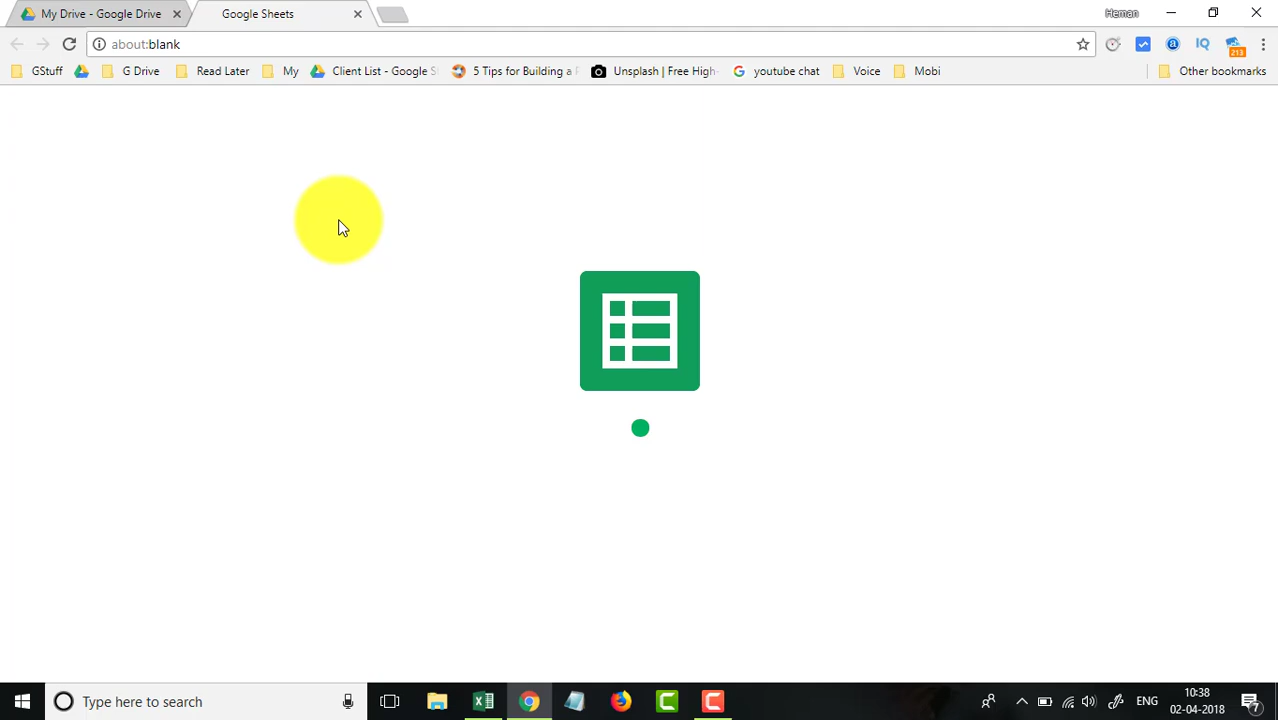 My Drive - Google Drive
Google Sheets
Heman
about:blank
GStuff
G Drive
Read Later
My
Client List - Google S
5 Tips for Building a P
Unsplash | Free High-
youtube chat
Voice
Mobi
Other bookmarks
213
Type here to search
ENG
10:38
02-04-2018
7